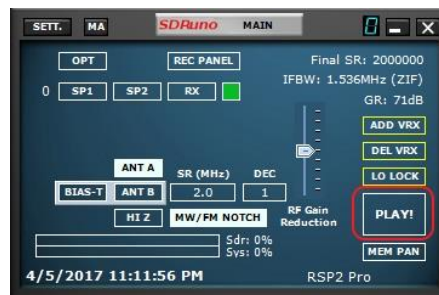 SETT. MA SDRuno MAIN 0 X
OPT REC PANEL Final SR: 2000000
IFBW: 1.536MHz (ZIF)
0 SP1 SP2 RX GR: 71dB
ADD VRX
DEL VRX
ANT A SR (MHz) DEC LO LOCK
BIAS-T ANT B 2.0 1
HI Z MW/FM NOTCH RF Gain Reduction PLAY!
Sdr: 0%
Sys: 0% MEM PAN
4/5/2017 11:11:56 PM RSP2 Pro